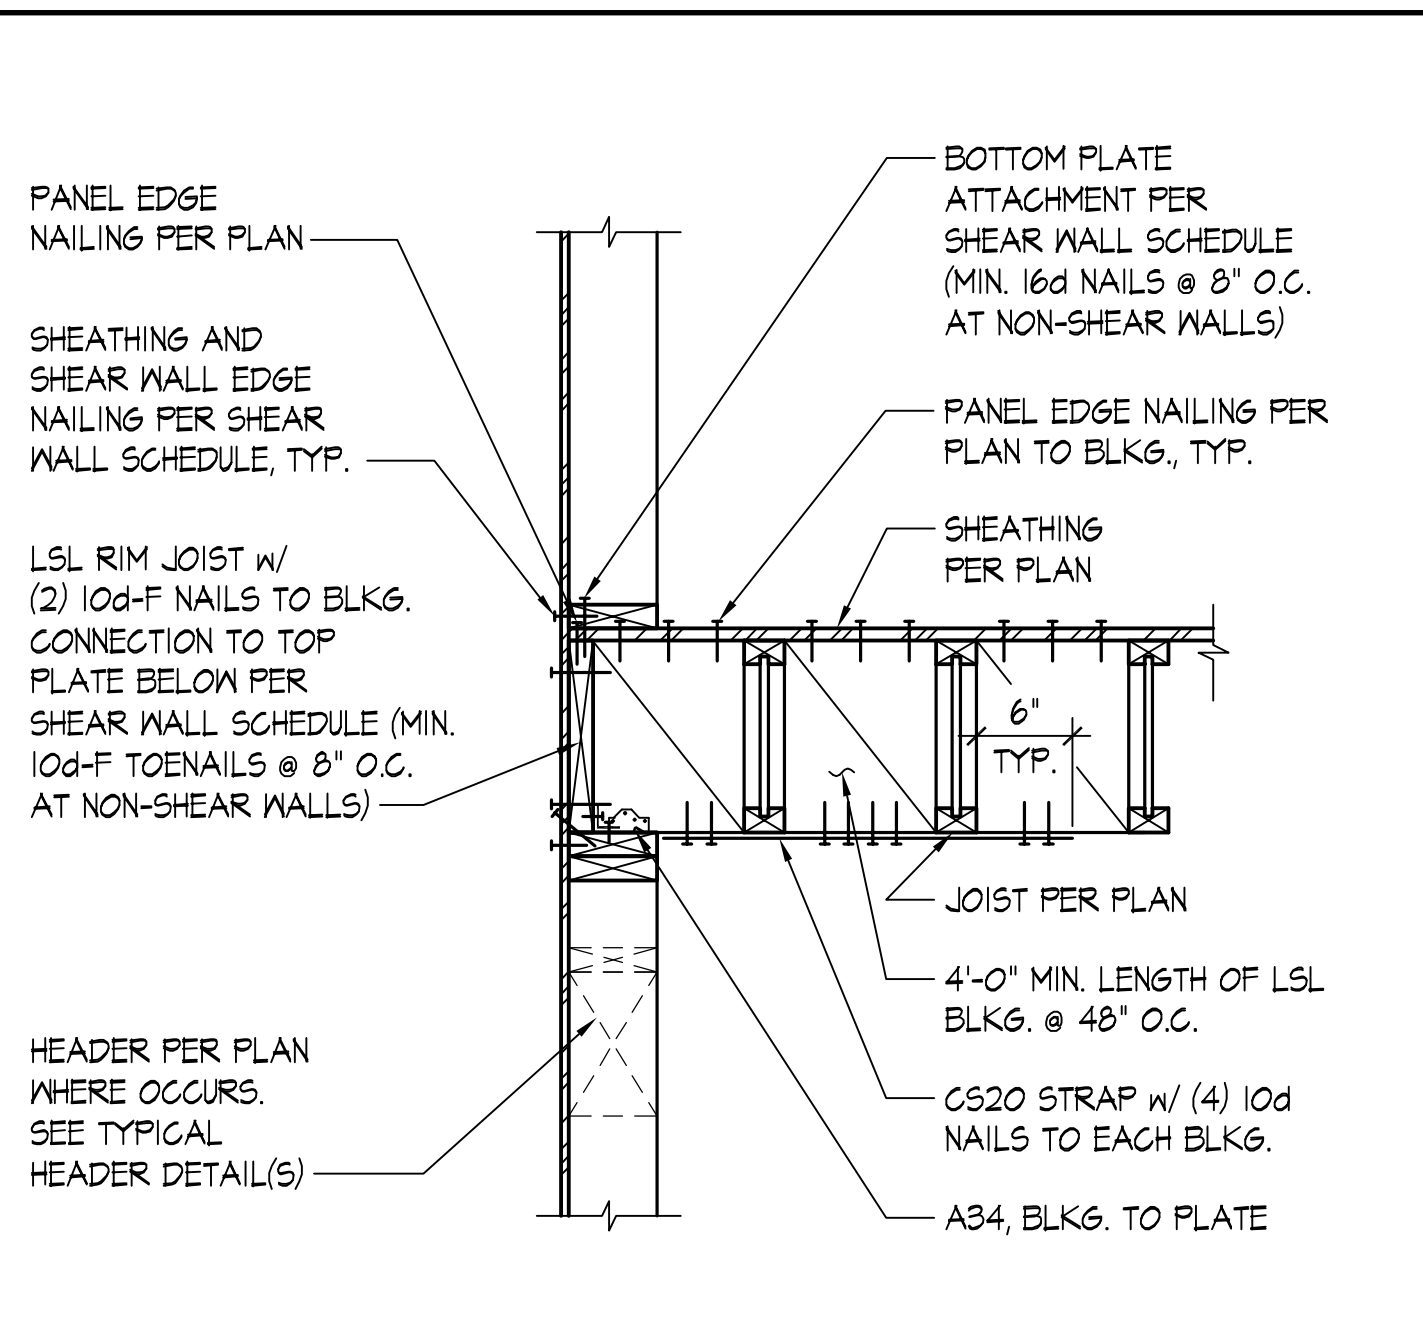 PANEL EDGE
NAILING PER PLAN
SHEATHING AND
SHEAR WALL EDGE
NAILING PER SHEAR
WALL SCHEDULE, TYP.
LSL RIM JOIST w/
(2) 10d-F NAILS TO BLKG.
CONNECTION TO TOP
PLATE BELOW PER
SHEAR WALL SCHEDULE (MIN.
10d-F TOENAILS @ 8" O.C.
AT NON-SHEAR WALLS)
HEADER PER PLAN
WHERE OCCURS.
SEE TYPICAL
HEADER DETAIL(S)
BOTTOM PLATE
ATTACHMENT PER
SHEAR WALL SCHEDULE
(MIN. 16d NAILS @ 8" O.C.
AT NON-SHEAR WALLS)
PANEL EDGE NAILING PER
PLAN TO BLKG., TYP.
SHEATHING
PER PLAN
6"
TYP.
JOIST PER PLAN
4'-0" MIN. LENGTH OF LSL
BLKG. @ 48" O.C.
CS20 STRAP w/ (4) 10d
NAILS TO EACH BLKG.
A34, BLKG. TO PLATE